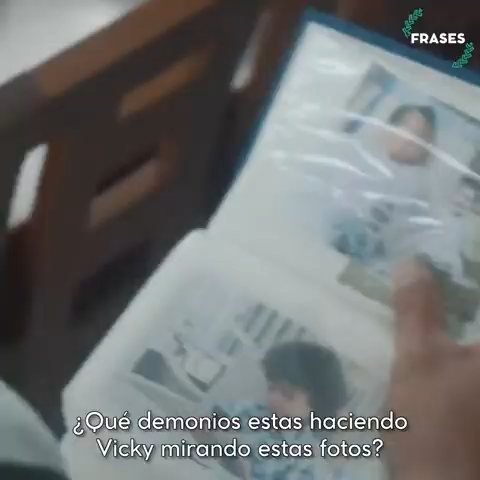 FRASES
¿Qué demonios estas haciendo
Vicky mirando estas fotos?